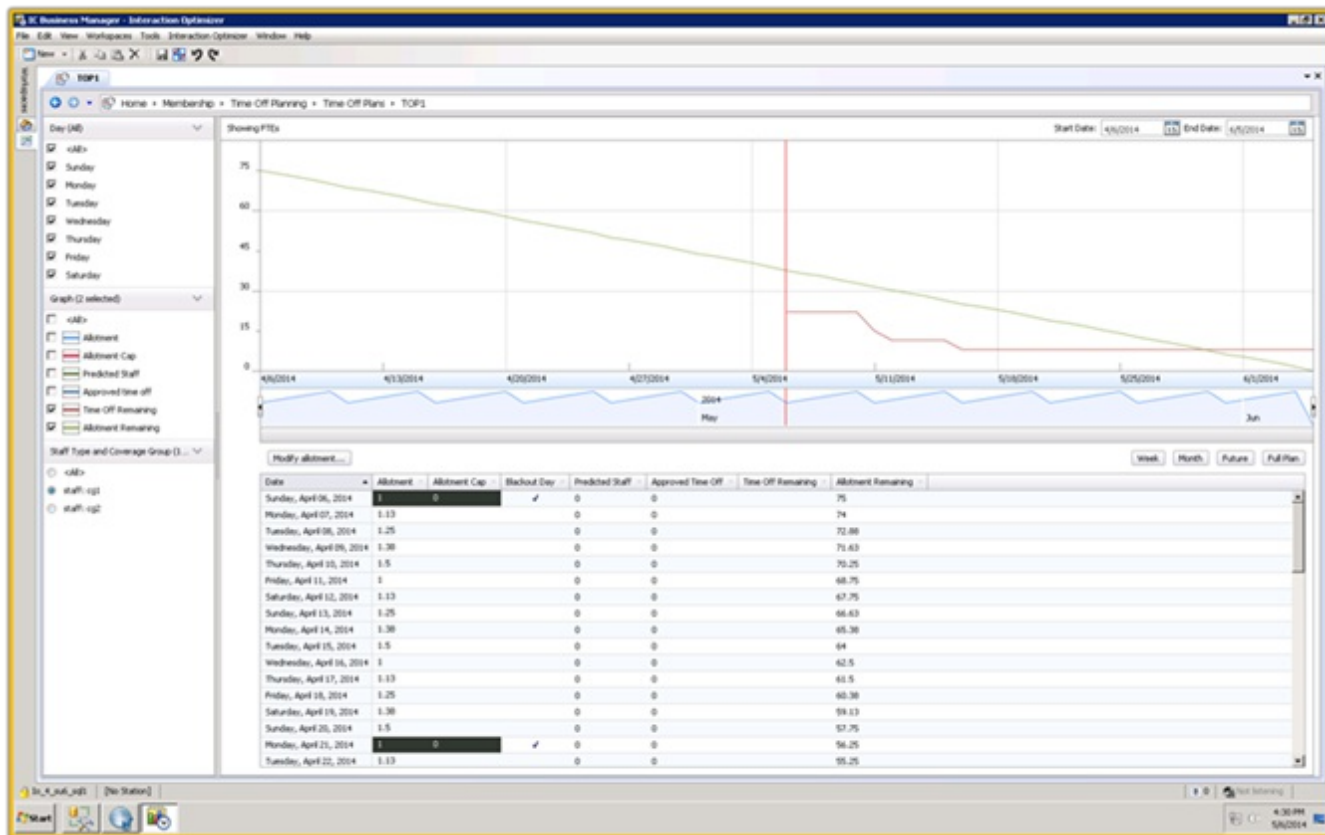 IC Business Manager - Interaction Optimizer
File Edit View Workspaces Tools Interaction Optimizer Window Help
New
Workspaces
TOP1
Home Membership Time Off Planning Time Off Plans TOP1
Day (All)
<All>
Sunday
Monday
Tuesday
Wednesday
Thursday
Friday
Saturday
Graph (2 selected)
<All>
Allotment
Allotment Cap
Predicted Staff
Approved time off
Time Off Remaining
Allotment Remaining
Staff Type and Coverage Group (1...
<All>
staff: cg1
staff: cg2
Showing FTEs
Start Date: 4/6/2014 15 End Date: 6/5/2014 15
75
60
45
30
15
0
4/6/2014 4/13/2014 4/20/2014 4/27/2014 5/4/2014 5/11/2014 5/18/2014 5/25/2014 6/1/2014
2014
May Jun
Modify allotment... Week Month Future Full Plan
Date Allotment Allotment Cap Blackout Day Predicted Staff Approved Time Off Time Off Remaining Allotment Remaining
Sunday, April 06, 2014 1 0 ✓ 0 0 75
Monday, April 07, 2014 1.13 0 0 74
Tuesday, April 08, 2014 1.25 0 0 72.88
Wednesday, April 09, 2014 1.38 0 0 71.63
Thursday, April 10, 2014 1.5 0 0 70.25
Friday, April 11, 2014 1 0 0 68.75
Saturday, April 12, 2014 1.13 0 0 67.75
Sunday, April 13, 2014 1.25 0 0 66.63
Monday, April 14, 2014 1.38 0 0 65.38
Tuesday, April 15, 2014 1.5 0 0 64
Wednesday, April 16, 2014 1 0 0 62.5
Thursday, April 17, 2014 1.13 0 0 61.5
Friday, April 18, 2014 1.25 0 0 60.38
Saturday, April 19, 2014 1.38 0 0 59.13
Sunday, April 20, 2014 1.5 0 0 57.75
Monday, April 21, 2014 1 0 ✓ 0 0 56.25
Tuesday, April 22, 2014 1.13 0 0 55.25
[No Station] 0 Not listening
Start 4:30 PM
5/6/2014